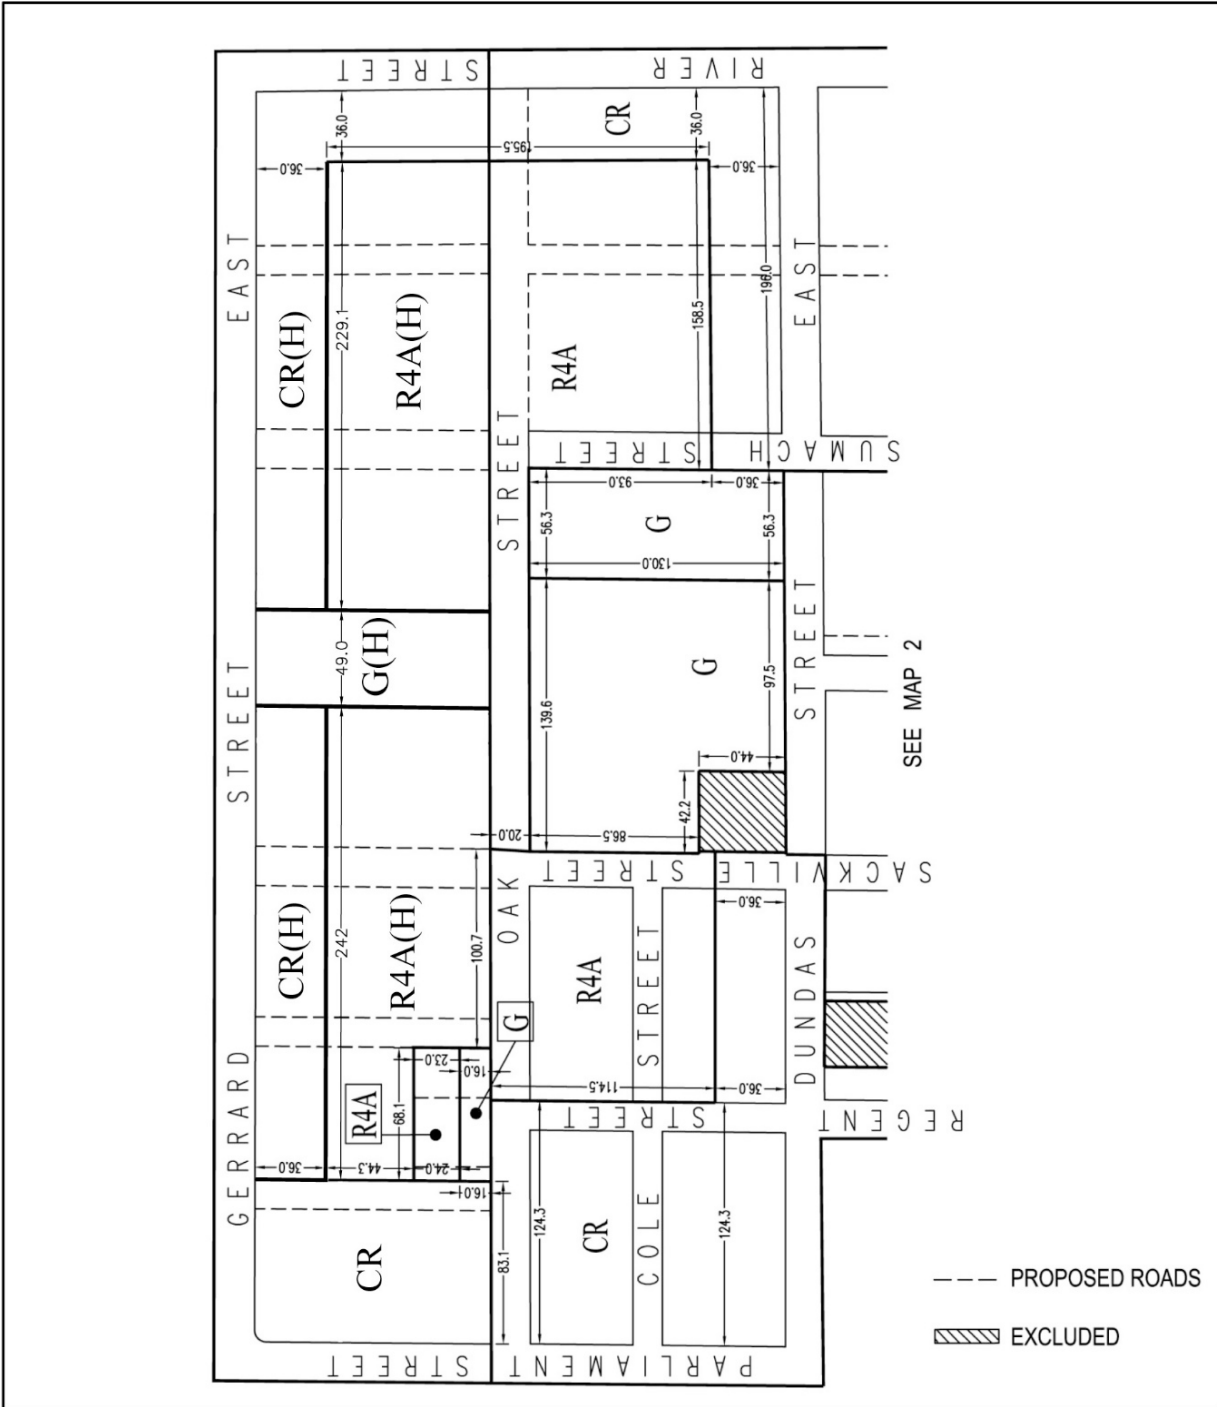 RIVER STREET
36.0
36.0
CR
195.5
36.0
36.0
EAST
CR(H)
229.1
R4A(H)
R4A
158.5
196.0
EAST
STREET
SUMACH STREET
93.0
36.0
56.3
G
56.3
130.0
49.0
G(H)
STREET
139.6
G
97.5
STREET
SEE MAP 2
44.0
42.2
20.0
86.5
SACKVILLE STREET
OAK
36.0
CR(H)
242
R4A(H)
100.7
R4A
STREET
DUNDAS
G
23.0
16.0
114.5
36.0
GERRARD
R4A
68.1
REGENT STREET
36.0
44.3
24.0
16.0
CR
83.1
124.3
CR
COLE
124.3
PARLIAMENT STREET
PROPOSED ROADS
EXCLUDED